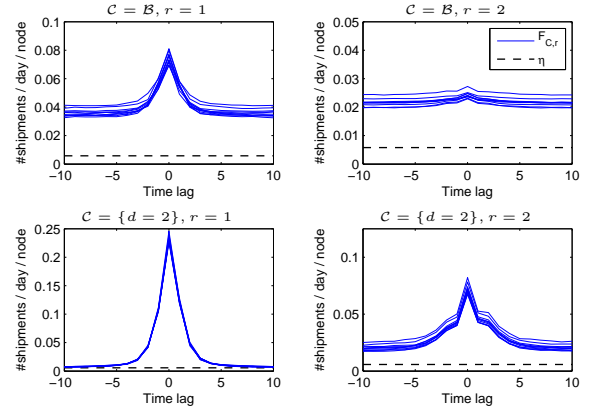 C = B, r = 1
#shipments / day / node
0.1
0.08
0.06
0.04
0.02
0
−10
−5
0
5
10
Time lag
C = B, r = 2
#shipments / day / node
0.05
0.04
0.03
0.02
0.01
0
−10
−5
0
5
10
Time lag
F_{C,r}
η
C = {d = 2}, r = 1
#shipments / day / node
0.25
0.20
0.15
0.10
0.05
0
−10
−5
0
5
10
Time lag
C = {d = 2}, r = 2
#shipments / day / node
0.1
0.05
0
−10
−5
0
5
10
Time lag